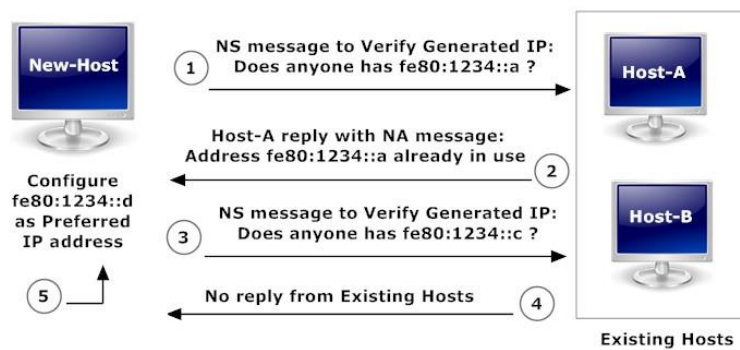 New-Host
1
NS message to Verify Generated IP:
Does anyone has fe80:1234::a ?
Host-A
Host-A reply with NA message:
Address fe80:1234::a already in use
2
Configure
fe80:1234::d
as Preferred
IP address
3
NS message to Verify Generated IP:
Does anyone has fe80:1234::c ?
Host-B
5
No reply from Existing Hosts
4
Existing Hosts